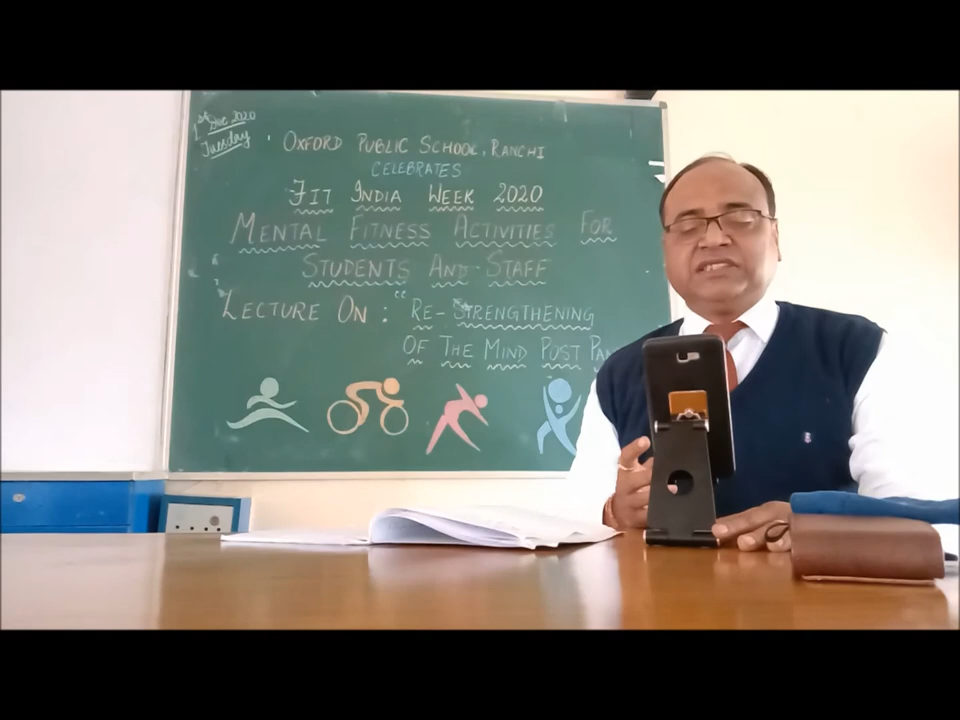 1st Dec 2020
Tuesday
OXFORD PUBLIC SCHOOL, RANCHI
CELEBRATES
FIT INDIA WEEK 2020
MENTAL FITNESS ACTIVITIES FOR
STUDENTS AND STAFF
LECTURE ON : "RE-STRENGTHENING
OF THE MIND POST PAN